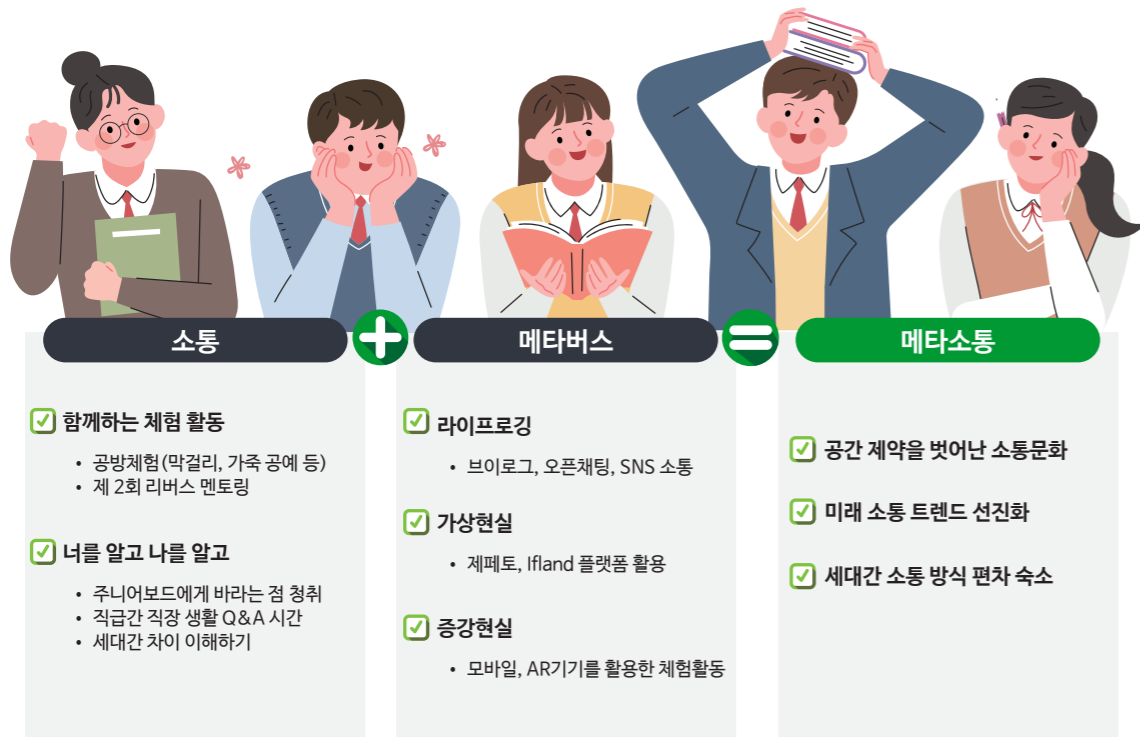 소통
함께하는 체험 활동
• 공방체험(막걸리, 가죽 공예 등)
• 제 2회 리버스 멘토링
너를 알고 나를 알고
• 주니어보드에게 바라는 점 청취
• 직급간 직장 생활 Q&A 시간
• 세대간 차이 이해하기
+
메타버스
라이프로깅
• 브이로그, 오픈채팅, SNS 소통
가상현실
• 제페토, Ifland 플랫폼 활용
증강현실
• 모바일, AR기기를 활용한 체험활동
=
메타소통
공간 제약을 벗어난 소통문화
미래 소통 트렌드 선진화
세대간 소통 방식 편차 숙소